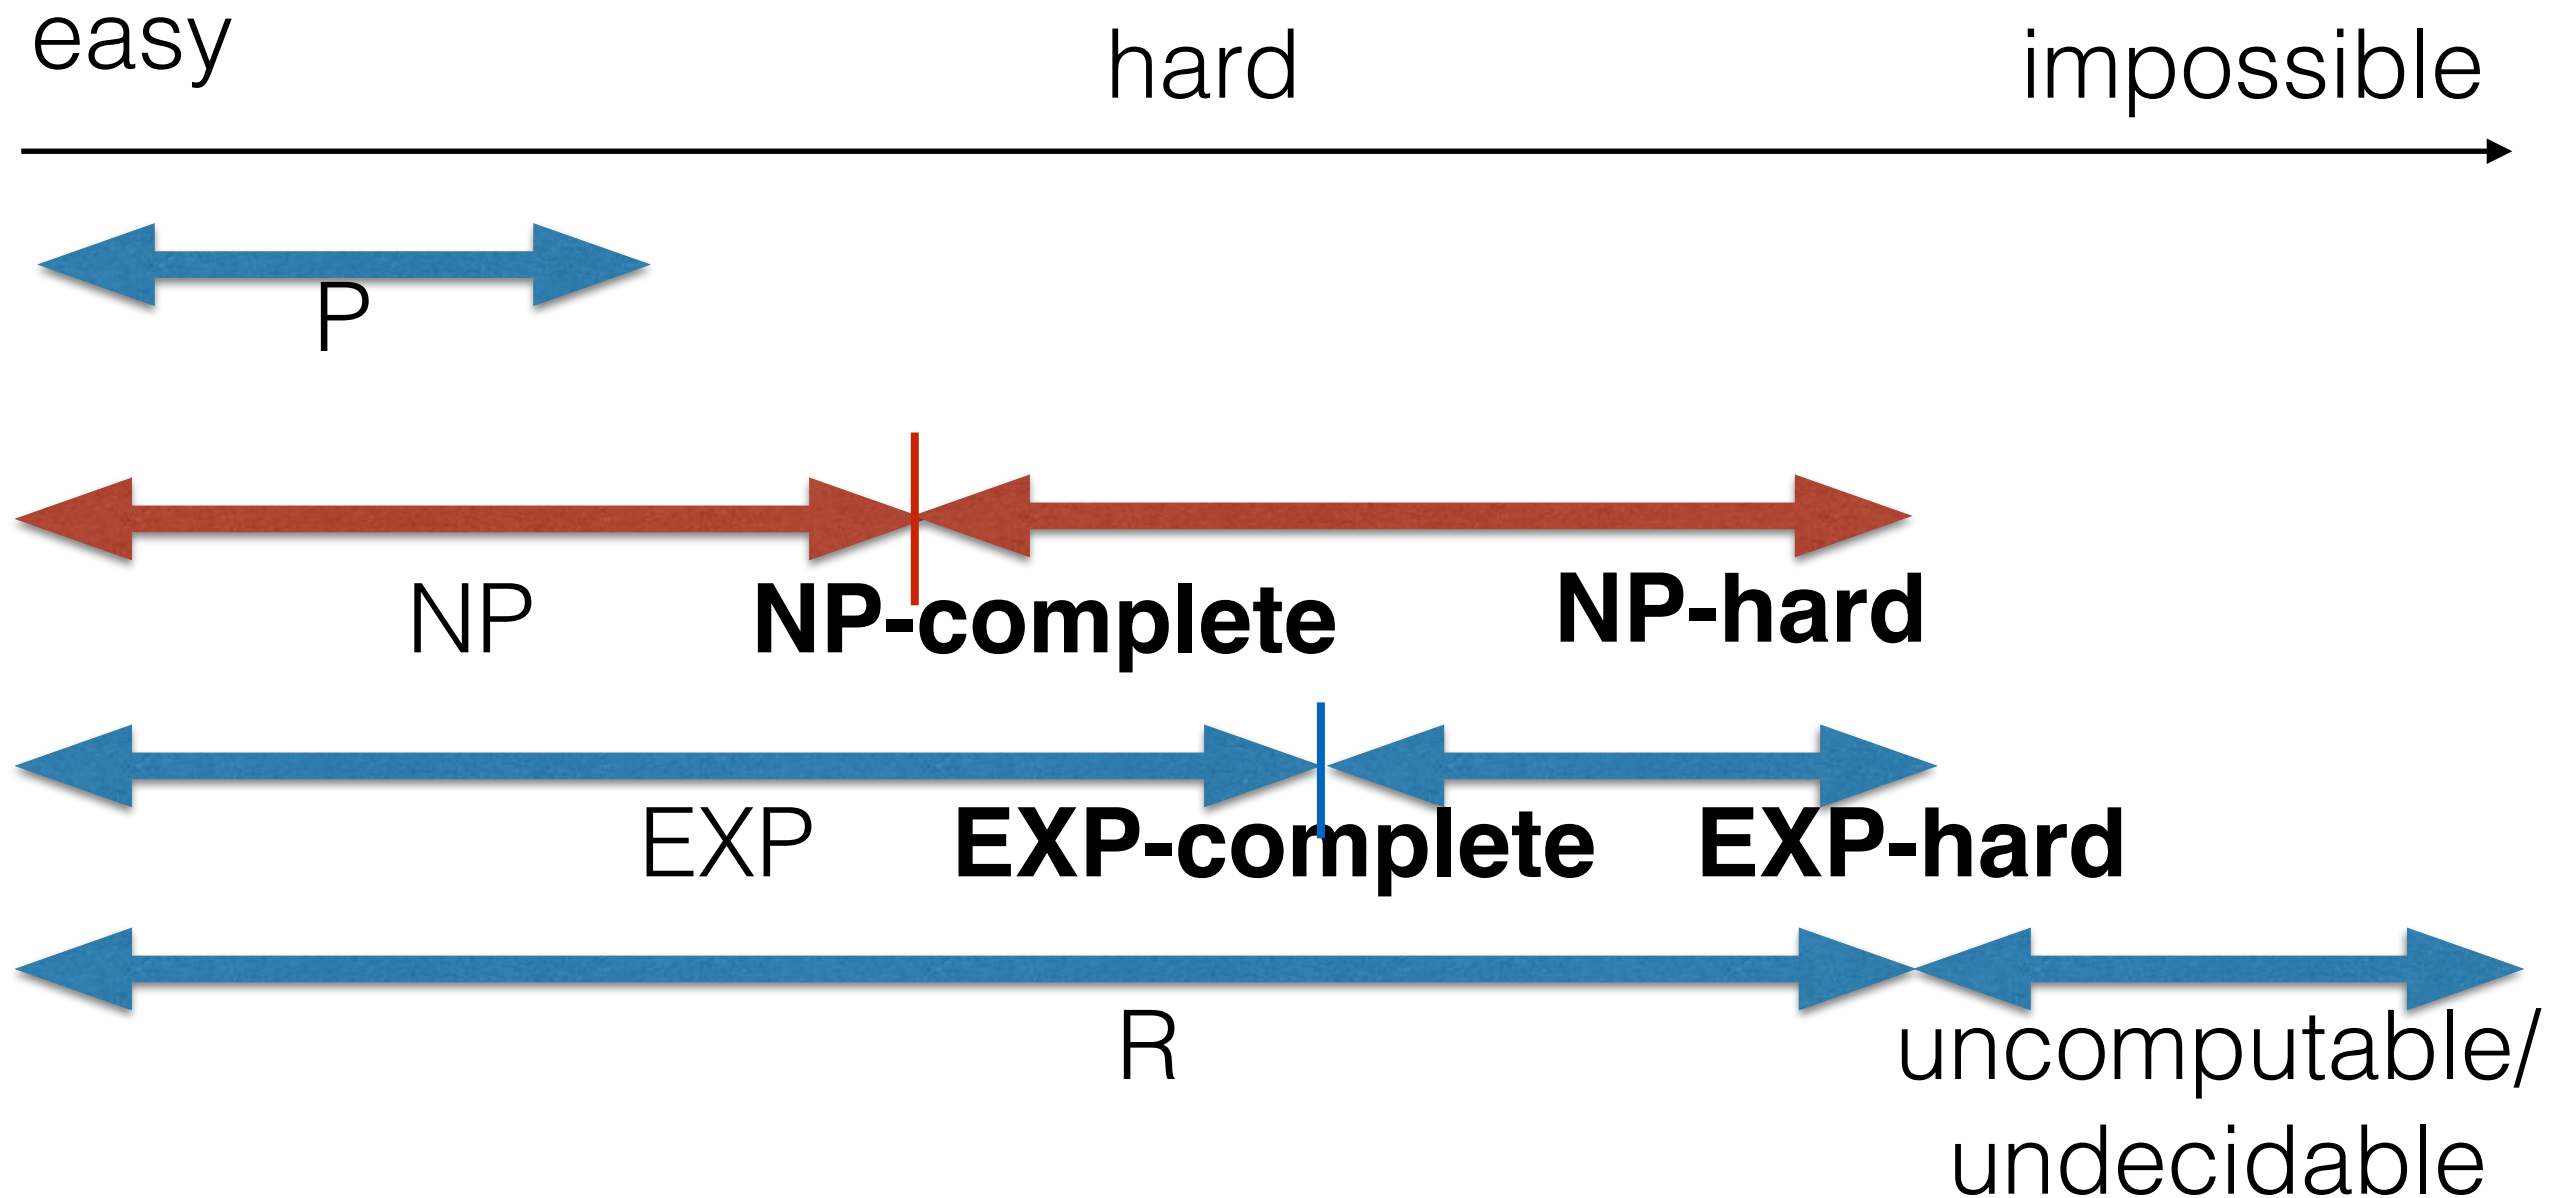 easy
hard
impossible
P
NP
NP-complete
NP-hard
EXP
EXP-complete
EXP-hard
R
uncomputable/
undecidable